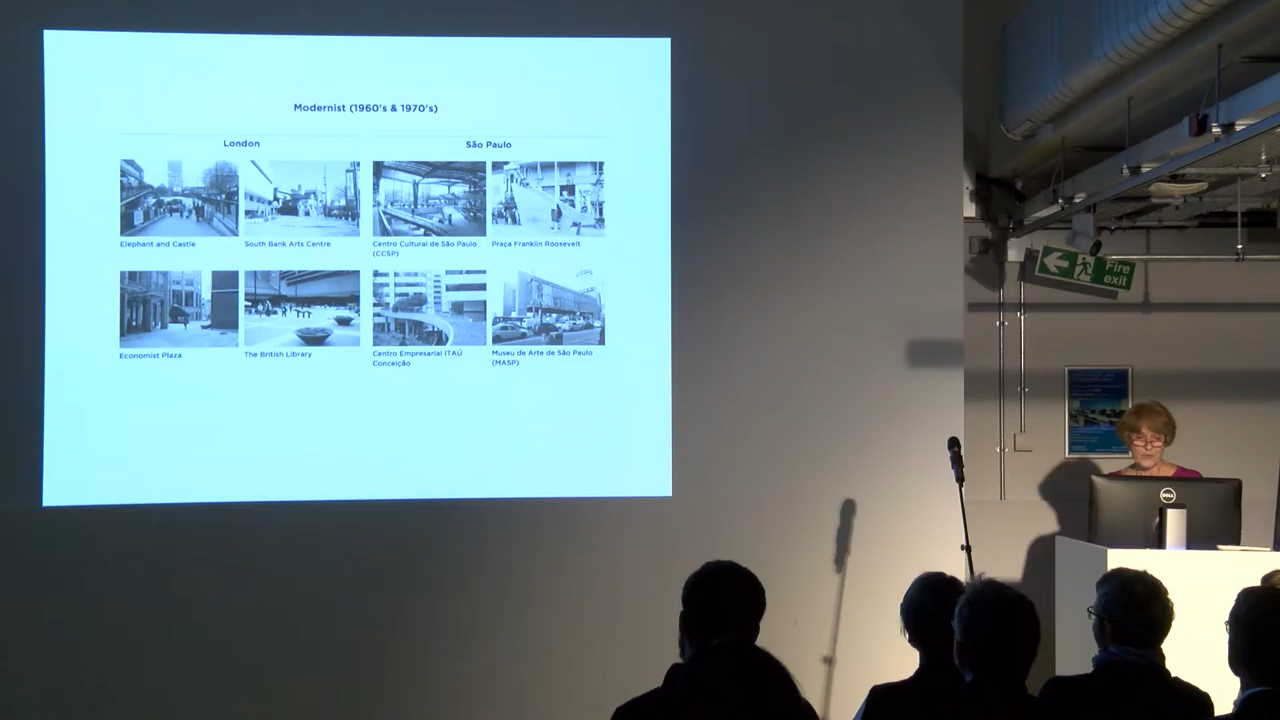 Modernist (1960's & 1970's)
London
São Paulo
Elephant and Castle
South Bank Arts Centre
Centro Cultural de São Paulo
(CCSP)
Praça Franklin Roosevelt
Economist Plaza
The British Library
Centro Empresarial ITAÚ
Conceição
Museu de Arte de São Paulo
(MASP)
Fire
exit
DELL